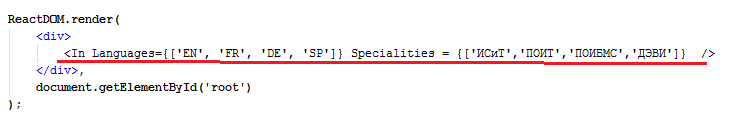 ReactDOM.render(
<div>
<In Languages={['EN', 'FR', 'DE', 'SP']} Specialities = {['ИСиТ','ПОИТ','ПОИБМС','ДЭВИ']} />
</div>,
document.getElementById('root')
);